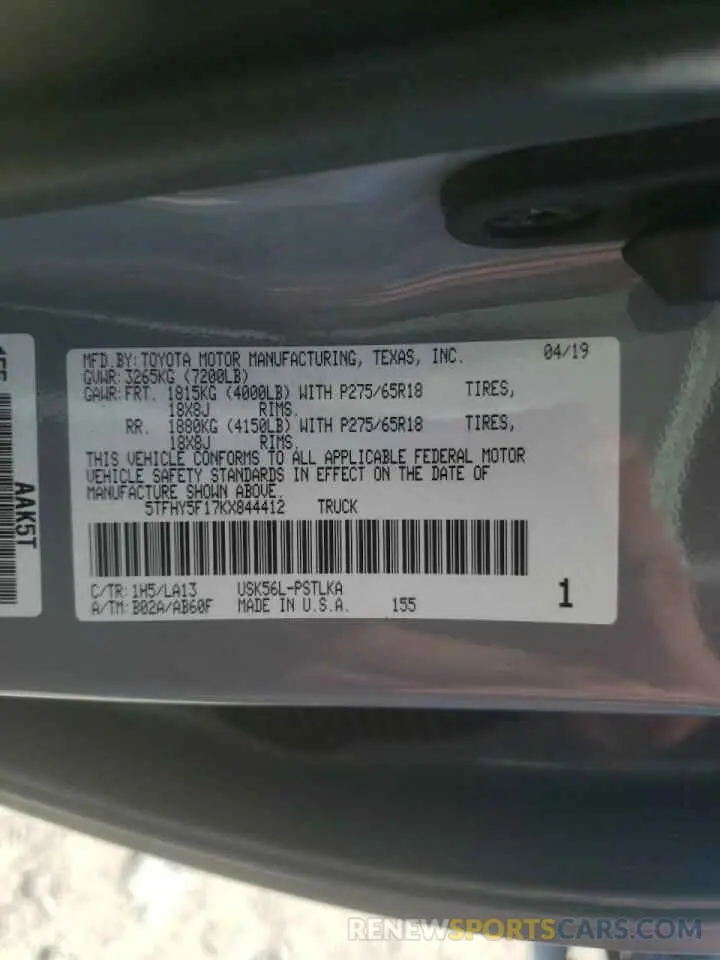 MFD.BY:TOYOTA MOTOR MANUFACTURING, TEXAS, INC. 04/19
GVWR:3265KG (7200LB)
GAWR:FRT. 1815KG (4000LB) WITH P275/65R18 TIRES,
18X8J RIMS.
RR. 1880KG (4150LB) WITH P275/65R18 TIRES,
18X8J RIMS.
THIS VEHICLE CONFORMS TO ALL APPLICABLE FEDERAL MOTOR
VEHICLE SAFETY STANDARDS IN EFFECT ON THE DATE OF
MANUFACTURE SHOWN ABOVE.
5TFHY5F17KX844412 TRUCK
C/TR:1H5/LA13 USK56L-PSTLKA
A/TM:B02A/AB60F MADE IN U.S.A. 155 1
AAK5T
RENEWSPORTSCARS.COM